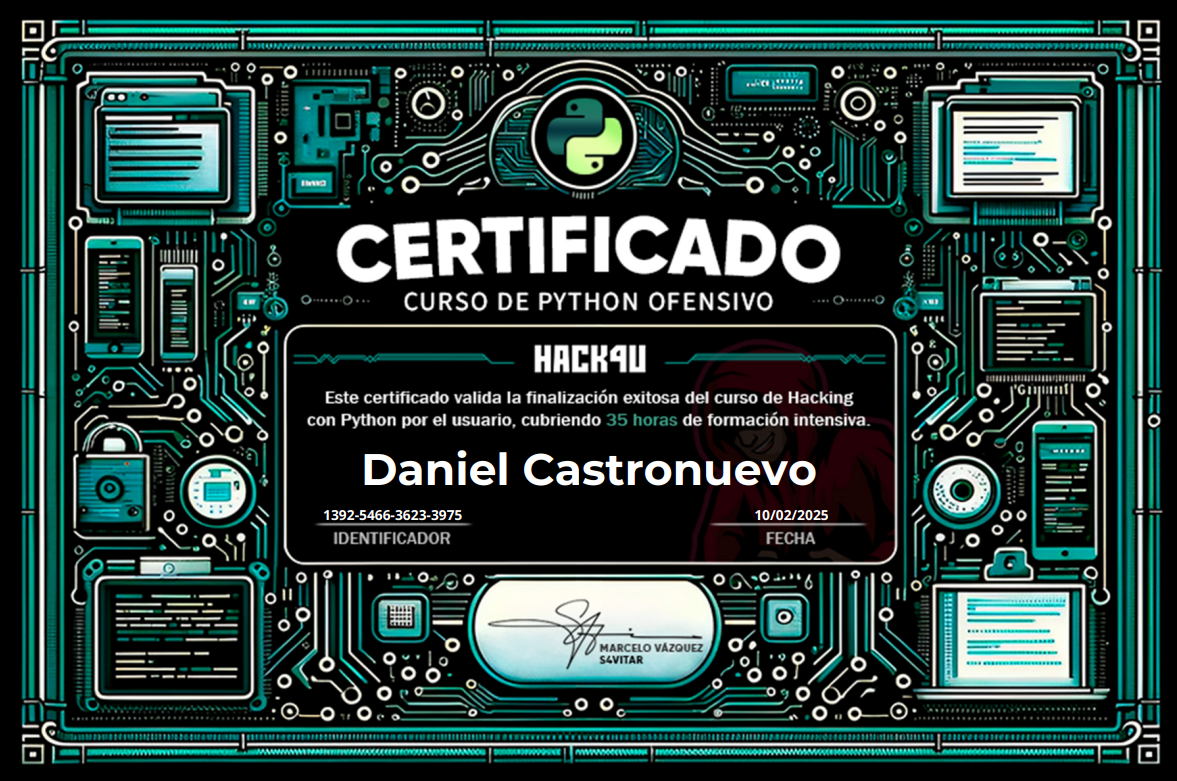 CERTIFICADO
CURSO DE PYTHON OFENSIVO
HACK4U
Este certificado valida la finalización exitosa del curso de Hacking
con Python por el usuario, cubriendo 35 horas de formación intensiva.
Daniel Castronuevo
1392-5466-3623-3975
10/02/2025
IDENTIFICADOR
FECHA
MARCELO VÁZQUEZ
S4VITAR